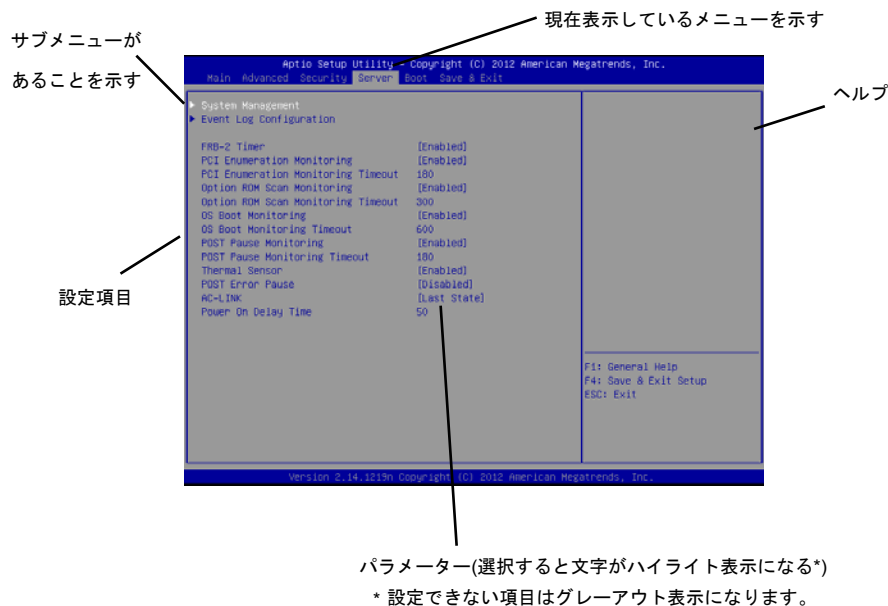 現在表示しているメニューを示す
サブメニューが
あることを示す
Aptio Setup Utility - Copyright (C) 2012 American Megatrends, Inc.
Main Advanced Security Server Boot Save & Exit
ヘルプ
▶ System Management
▶ Event Log Configuration
FRB-2 Timer [Enabled]
PCI Enumeration Monitoring [Enabled]
PCI Enumeration Monitoring Timeout 180
Option ROM Scan Monitoring [Enabled]
Option ROM Scan Monitoring Timeout 300
OS Boot Monitoring [Enabled]
OS Boot Monitoring Timeout 600
POST Pause Monitoring [Enabled]
POST Pause Monitoring Timeout 180
Thermal Sensor [Enabled]
POST Error Pause [Disabled]
AC-LINK [Last State]
Power On Delay Time 50
設定項目
F1: General Help
F4: Save & Exit Setup
ESC: Exit
Version 2.14.1219n Copyright (C) 2012 American Megatrends, Inc.
パラメーター(選択すると文字がハイライト表示になる*)
* 設定できない項目はグレーアウト表示になります。